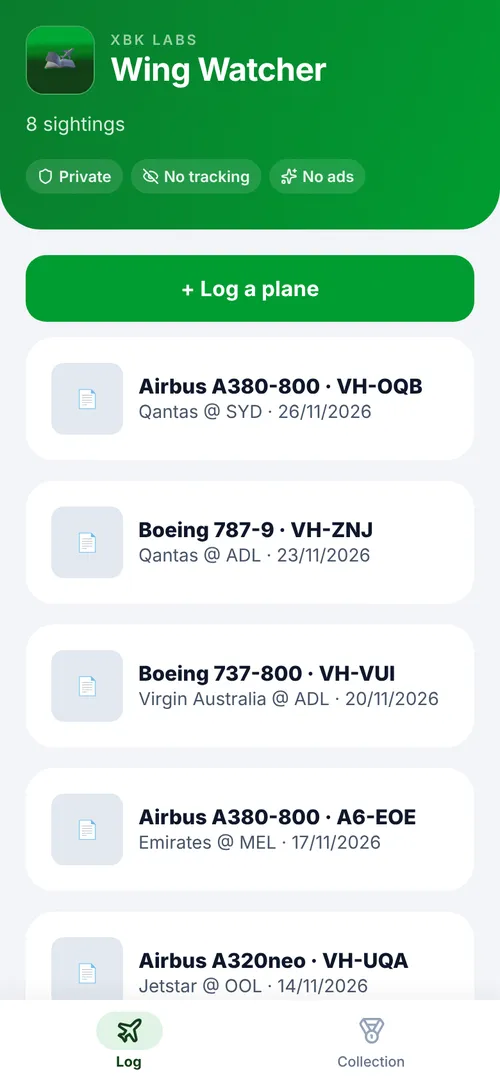 XBK LABS
Wing Watcher
8 sightings
Private
No tracking
No ads
+ Log a plane
Airbus A380-800 · VH-OQB
Qantas @ SYD · 26/11/2026
Boeing 787-9 · VH-ZNJ
Qantas @ ADL · 23/11/2026
Boeing 737-800 · VH-VUI
Virgin Australia @ ADL · 20/11/2026
Airbus A380-800 · A6-EOE
Emirates @ MEL · 17/11/2026
Airbus A320neo · VH-UQA
Jetstar @ OOL · 14/11/2026
Log
Collection